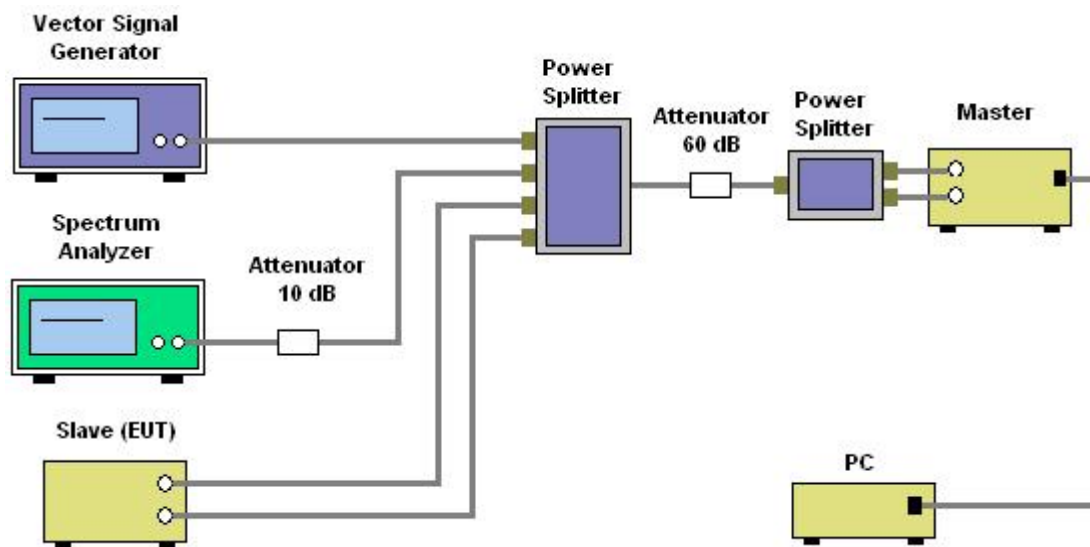 Vector Signal
Generator
Power
Splitter
Attenuator
60 dB
Power
Splitter
Master
Spectrum
Analyzer
Attenuator
10 dB
Slave (EUT)
PC